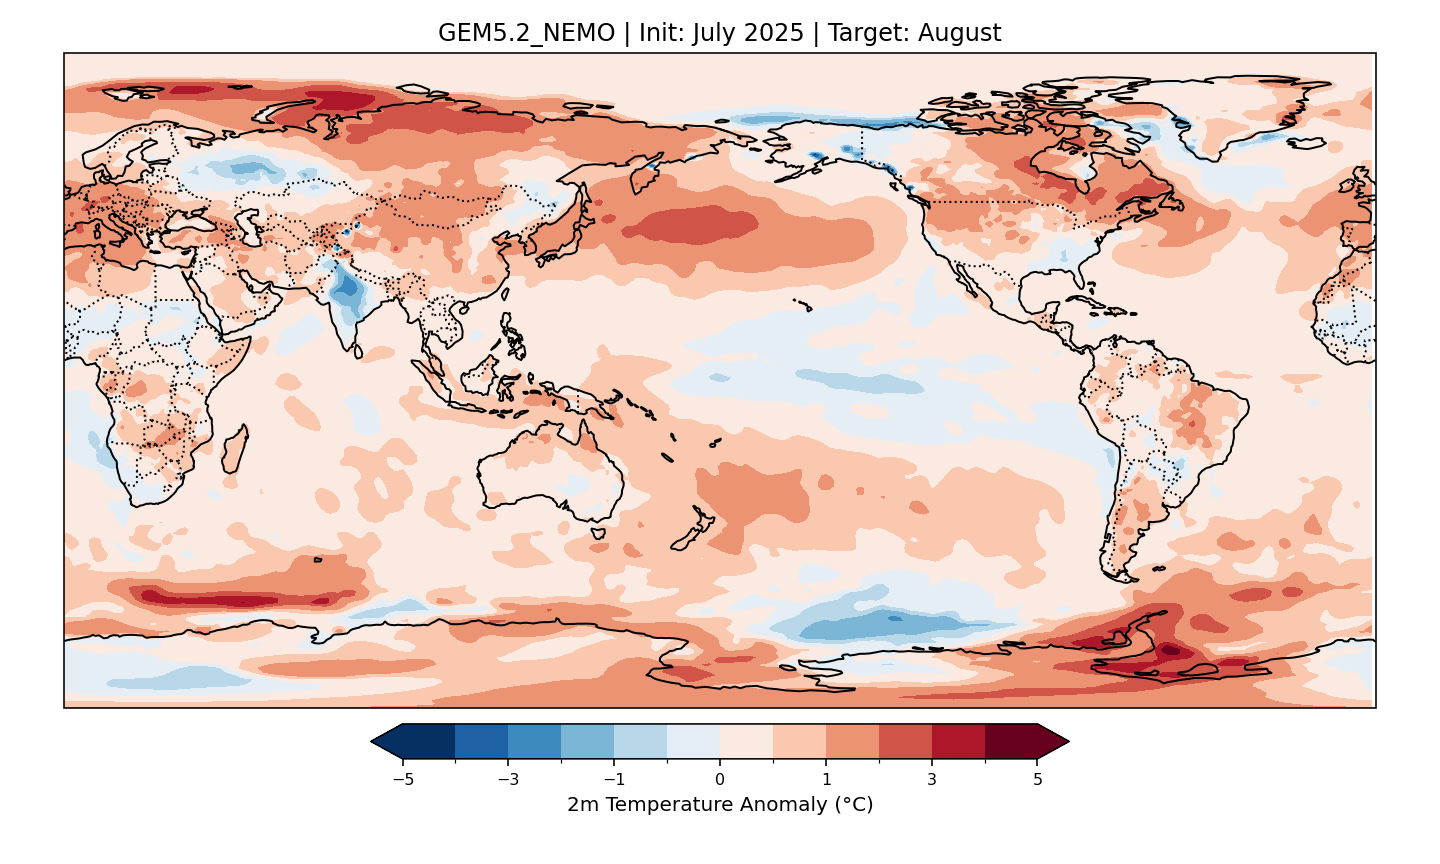 GEM5.2_NEMO | Init: July 2025 | Target: August
−5 −3 −1 0 1 3 5
2m Temperature Anomaly (°C)